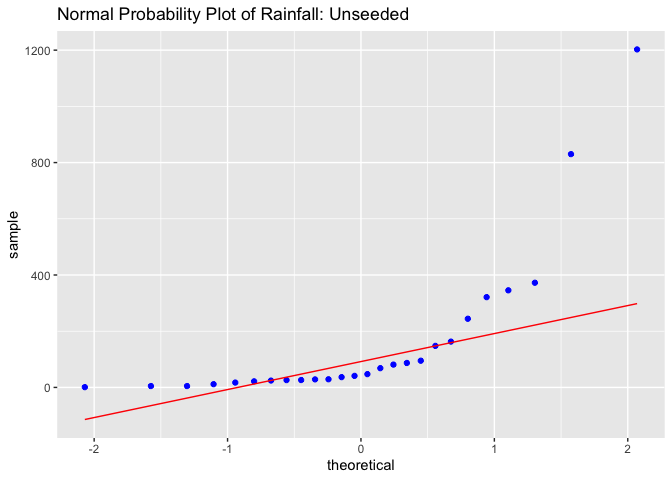 Normal Probability Plot of Rainfall: Unseeded
1200
800
400
0
sample
-2 -1 0 1 2
theoretical